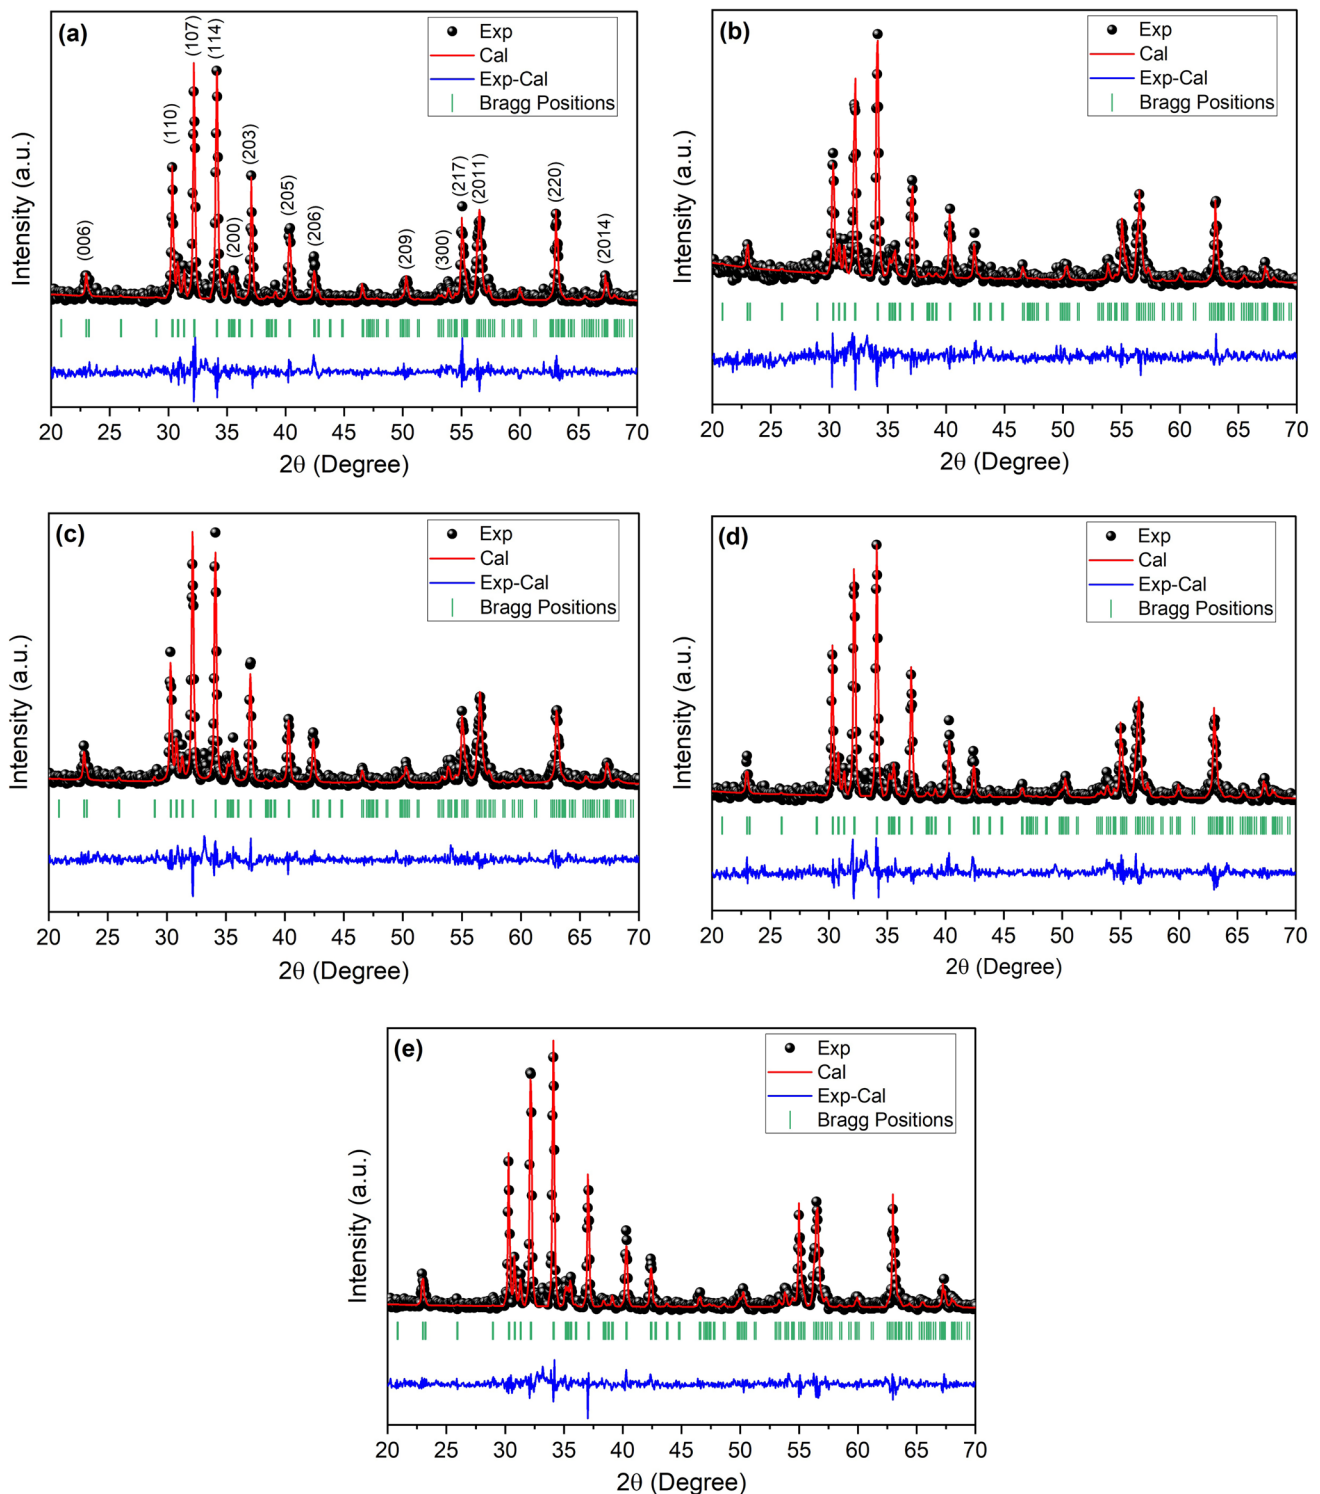 (a)
(006)
(110)
(107)
(114)
(200)
(203)
(205)
(206)
(209)
(300)
(217)
(2011)
(220)
(2014)
Exp
Cal
Exp-Cal
Bragg Positions
Intensity (a.u.)
20 25 30 35 40 45 50 55 60 65 70
2θ (Degree)
(b)
Exp
Cal
Exp-Cal
Bragg Positions
Intensity (a.u.)
20 25 30 35 40 45 50 55 60 65 70
2θ (Degree)
(c)
Exp
Cal
Exp-Cal
Bragg Positions
Intensity (a.u.)
20 25 30 35 40 45 50 55 60 65 70
2θ (Degree)
(d)
Exp
Cal
Exp-Cal
Bragg Positions
Intensity (a.u.)
20 25 30 35 40 45 50 55 60 65 70
2θ (Degree)
(e)
Exp
Cal
Exp-Cal
Bragg Positions
Intensity (a.u.)
20 25 30 35 40 45 50 55 60 65 70
2θ (Degree)